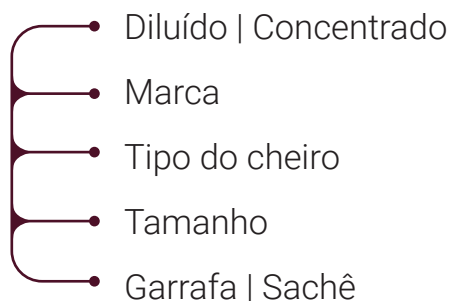 Diluído | Concentrado
Marca
Tipo do cheiro
Tamanho
Garrafa | Sachê